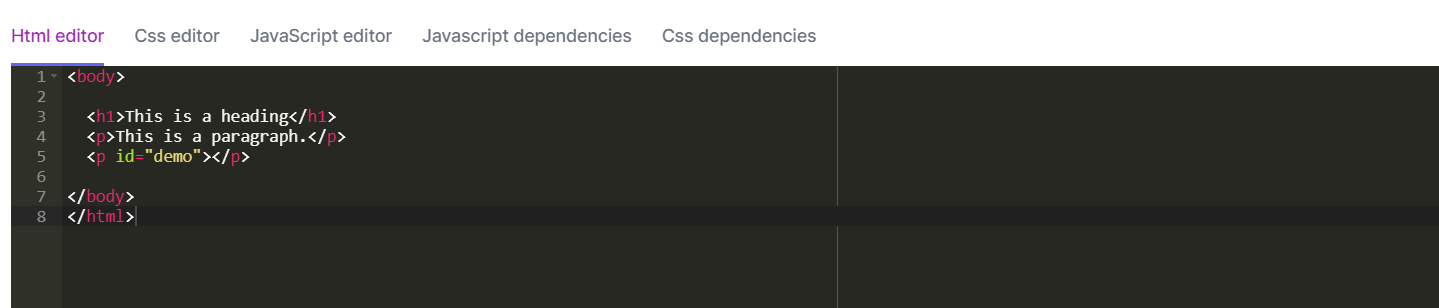 Html editor Css editor JavaScript editor Javascript dependencies Css dependencies
1 <body>
2
3 <h1>This is a heading</h1>
4 <p>This is a paragraph.</p>
5 <p id="demo"></p>
6
7 </body>
8 </html>